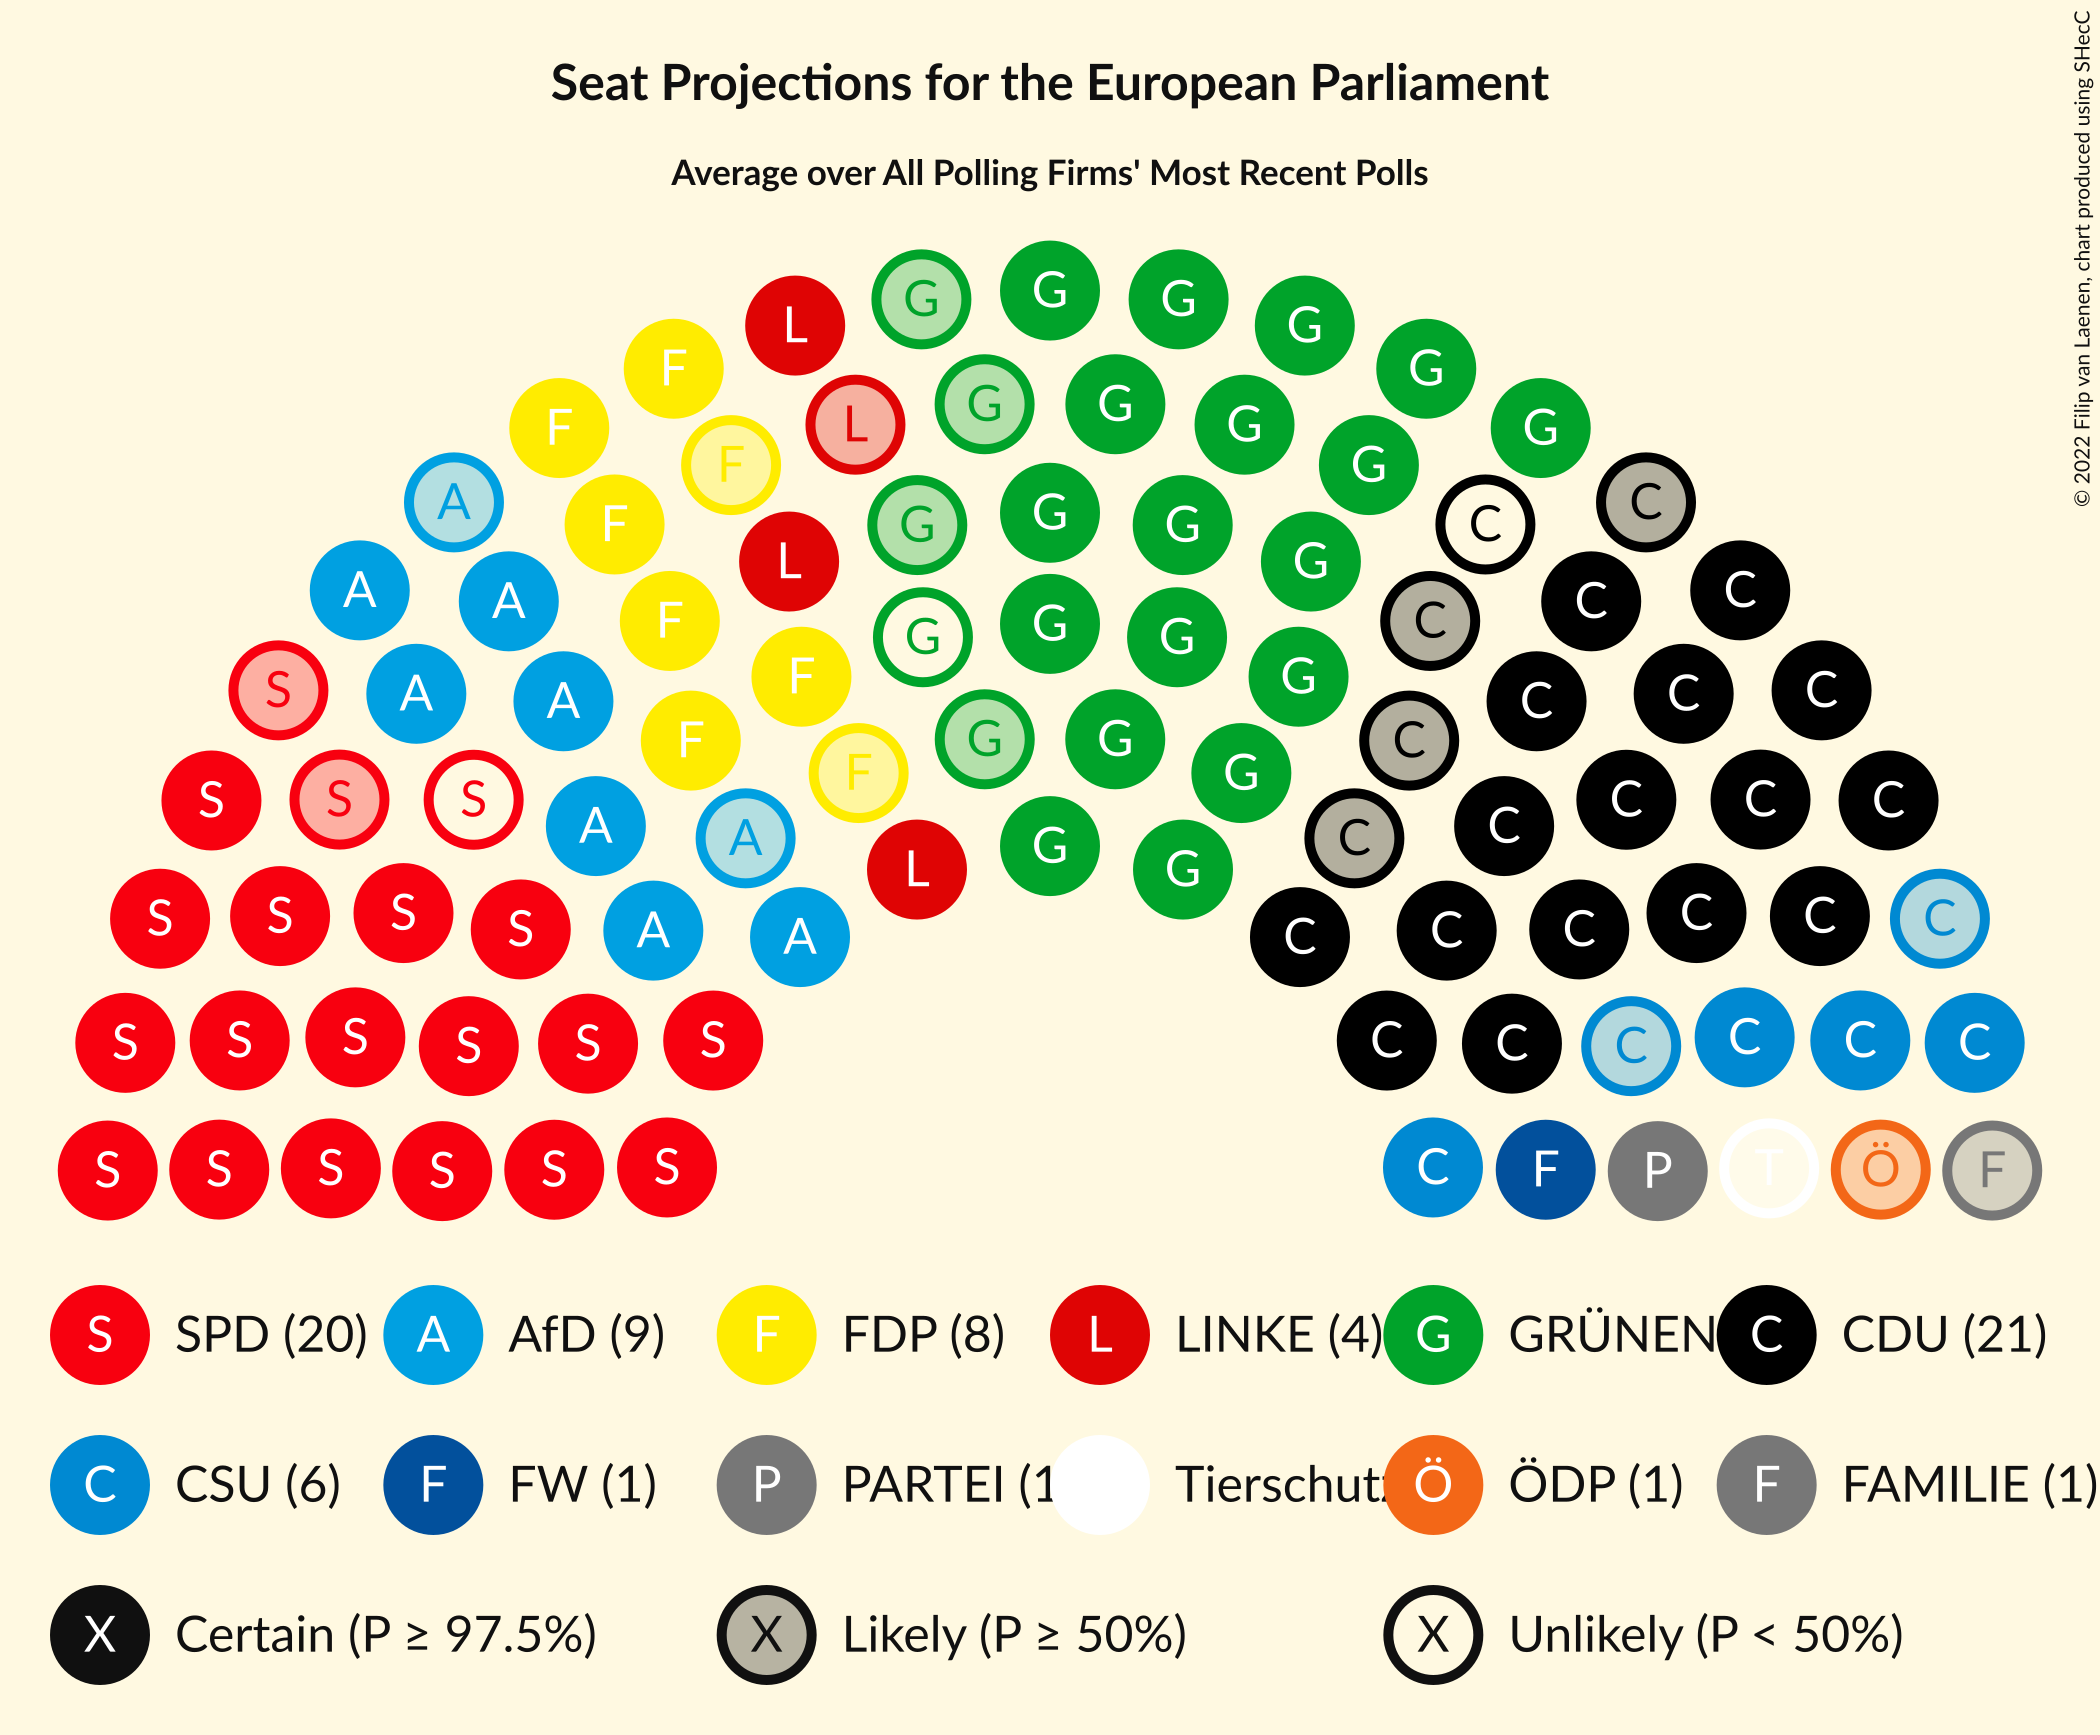 Seat Projections for the European Parliament
Average over All Polling Firms' Most Recent Polls
© 2022 Filip van Laenen, chart produced using SHecC
G G G G G G
L G G G G G
F L G G G G C C
F F G G G G C C
A F L G G G C C C
A A F F G G G C C C
S A A F F G G G C C C C
S S S A A F L G G C C C C C C
S S S S A A C C C C C C
S S S S S S C C C C C C
S S S S S S C F P T Ö F
S SPD (20) A AfD (9) F FDP (8) L LINKE (4) G GRÜNEN C CDU (21)
C CSU (6) F FW (1) P PARTEI (1 Tierschutz Ö ÖDP (1) F FAMILIE (1)
X Certain (P ≥ 97.5%) X Likely (P ≥ 50%) X Unlikely (P < 50%)